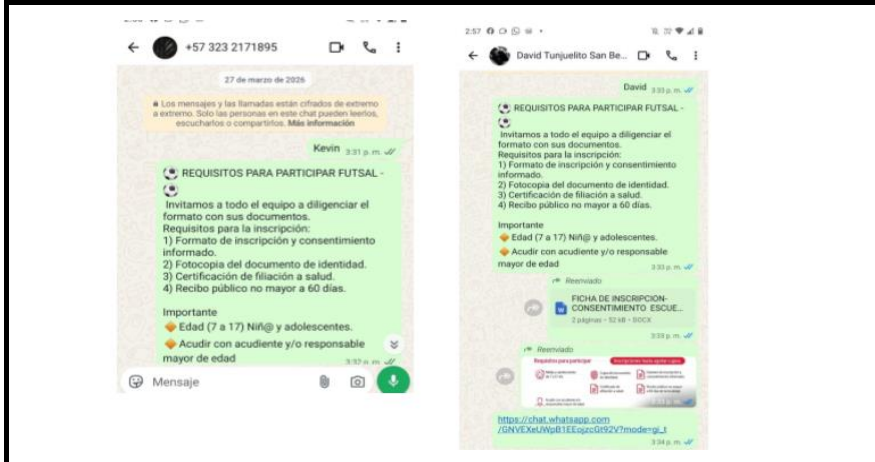 +57 323 2171895
27 de marzo de 2026
Los mensajes y las llamadas están cifrados de extremo
a extremo. Solo las personas en este chat pueden leerlos,
escucharlos o compartirlos. Más información
Kevin 3:31 p. m.
REQUISITOS PARA PARTICIPAR FUTSAL -
Invitamos a todo el equipo a diligenciar el
formato con sus documentos.
Requisitos para la inscripción:
1) Formato de inscripción y consentimiento
informado.
2) Fotocopia del documento de identidad.
3) Certificación de filiación a salud.
4) Recibo público no mayor a 60 días.
Importante
Edad (7 a 17) Niñ@ y adolescentes.
Acudir con acudiente y/o responsable
mayor de edad
3:32 p. m.
Mensaje
2:57
David Tunjuelito San Be...
David 3:33 p. m.
REQUISITOS PARA PARTICIPAR FUTSAL -
Invitamos a todo el equipo a diligenciar el
formato con sus documentos.
Requisitos para la inscripción:
1) Formato de inscripción y consentimiento
informado.
2) Fotocopia del documento de identidad.
3) Certificación de filiación a salud.
4) Recibo público no mayor a 60 días.
Importante
Edad (7 a 17) Niñ@ y adolescentes.
Acudir con acudiente y/o responsable
mayor de edad
3:33 p. m.
Reenviado
FICHA DE INSCRIPCION-
CONSENTIMIENTO ESCUE...
2 páginas • 52 kB • DOCX
3:33 p. m.
Reenviado
Requisitos para participar
https://chat.whatsapp.com
3:34 p. m.